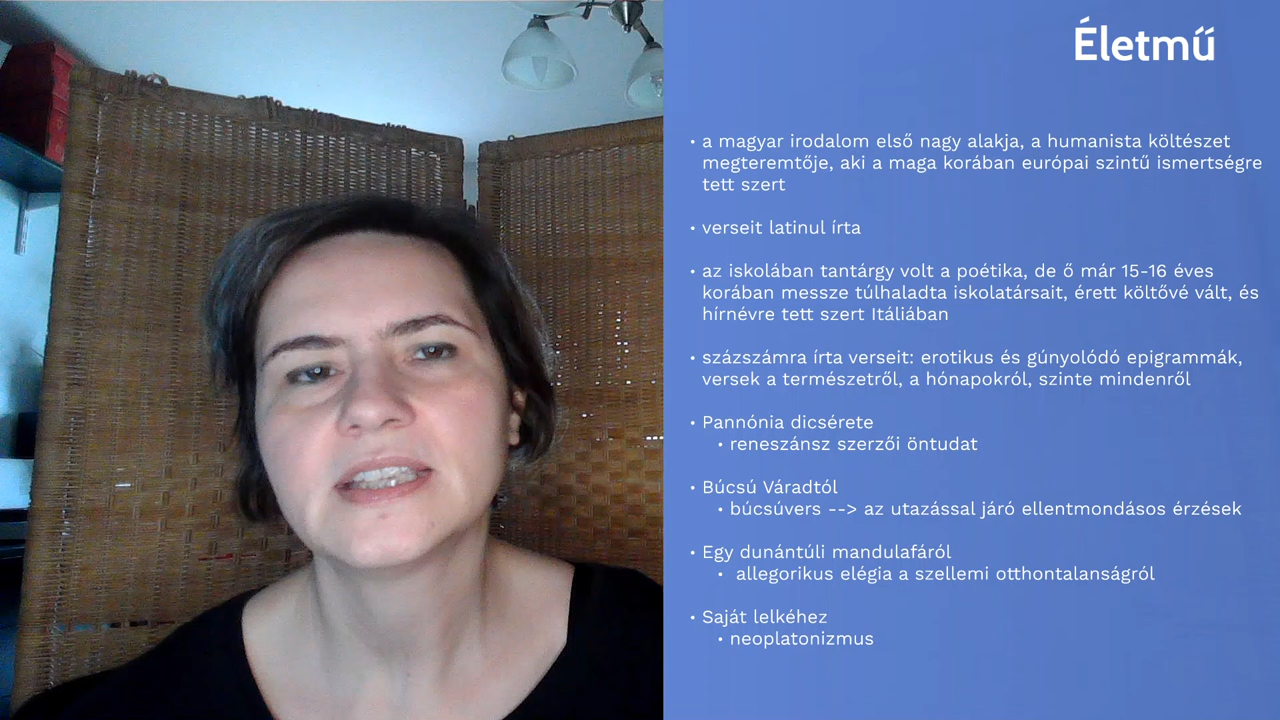 Életmű
• a magyar irodalom első nagy alakja, a humanista költészet
megteremtője, aki a maga korában európai szintű ismertségre
tett szert
• verseit latinul írta
• az iskolában tantárgy volt a poétika, de ő már 15-16 éves
korában messze túlhaladta iskolatársait, érett költővé vált, és
hírnévre tett szert Itáliában
• százszámra írta verseit: erotikus és gúnyolódó epigrammák,
versek a természetről, a hónapokról, szinte mindenről
• Pannónia dicsérete
• reneszánsz szerzői öntudat
• Búcsú Váradtól
• búcsúvers --> az utazással járó ellentmondásos érzések
• Egy dunántúli mandulafáról
• allegorikus elégia a szellemi otthontalanságról
• Saját lelkéhez
• neoplatonizmus